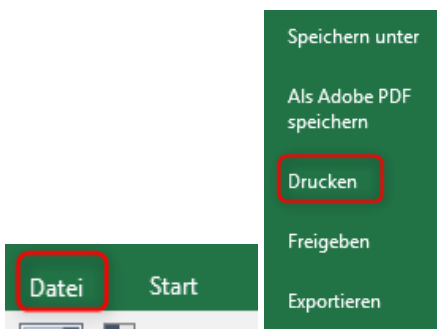 Datei Start
Speichern unter
Als Adobe PDF
speichern
Drucken
Freigeben
Exportieren